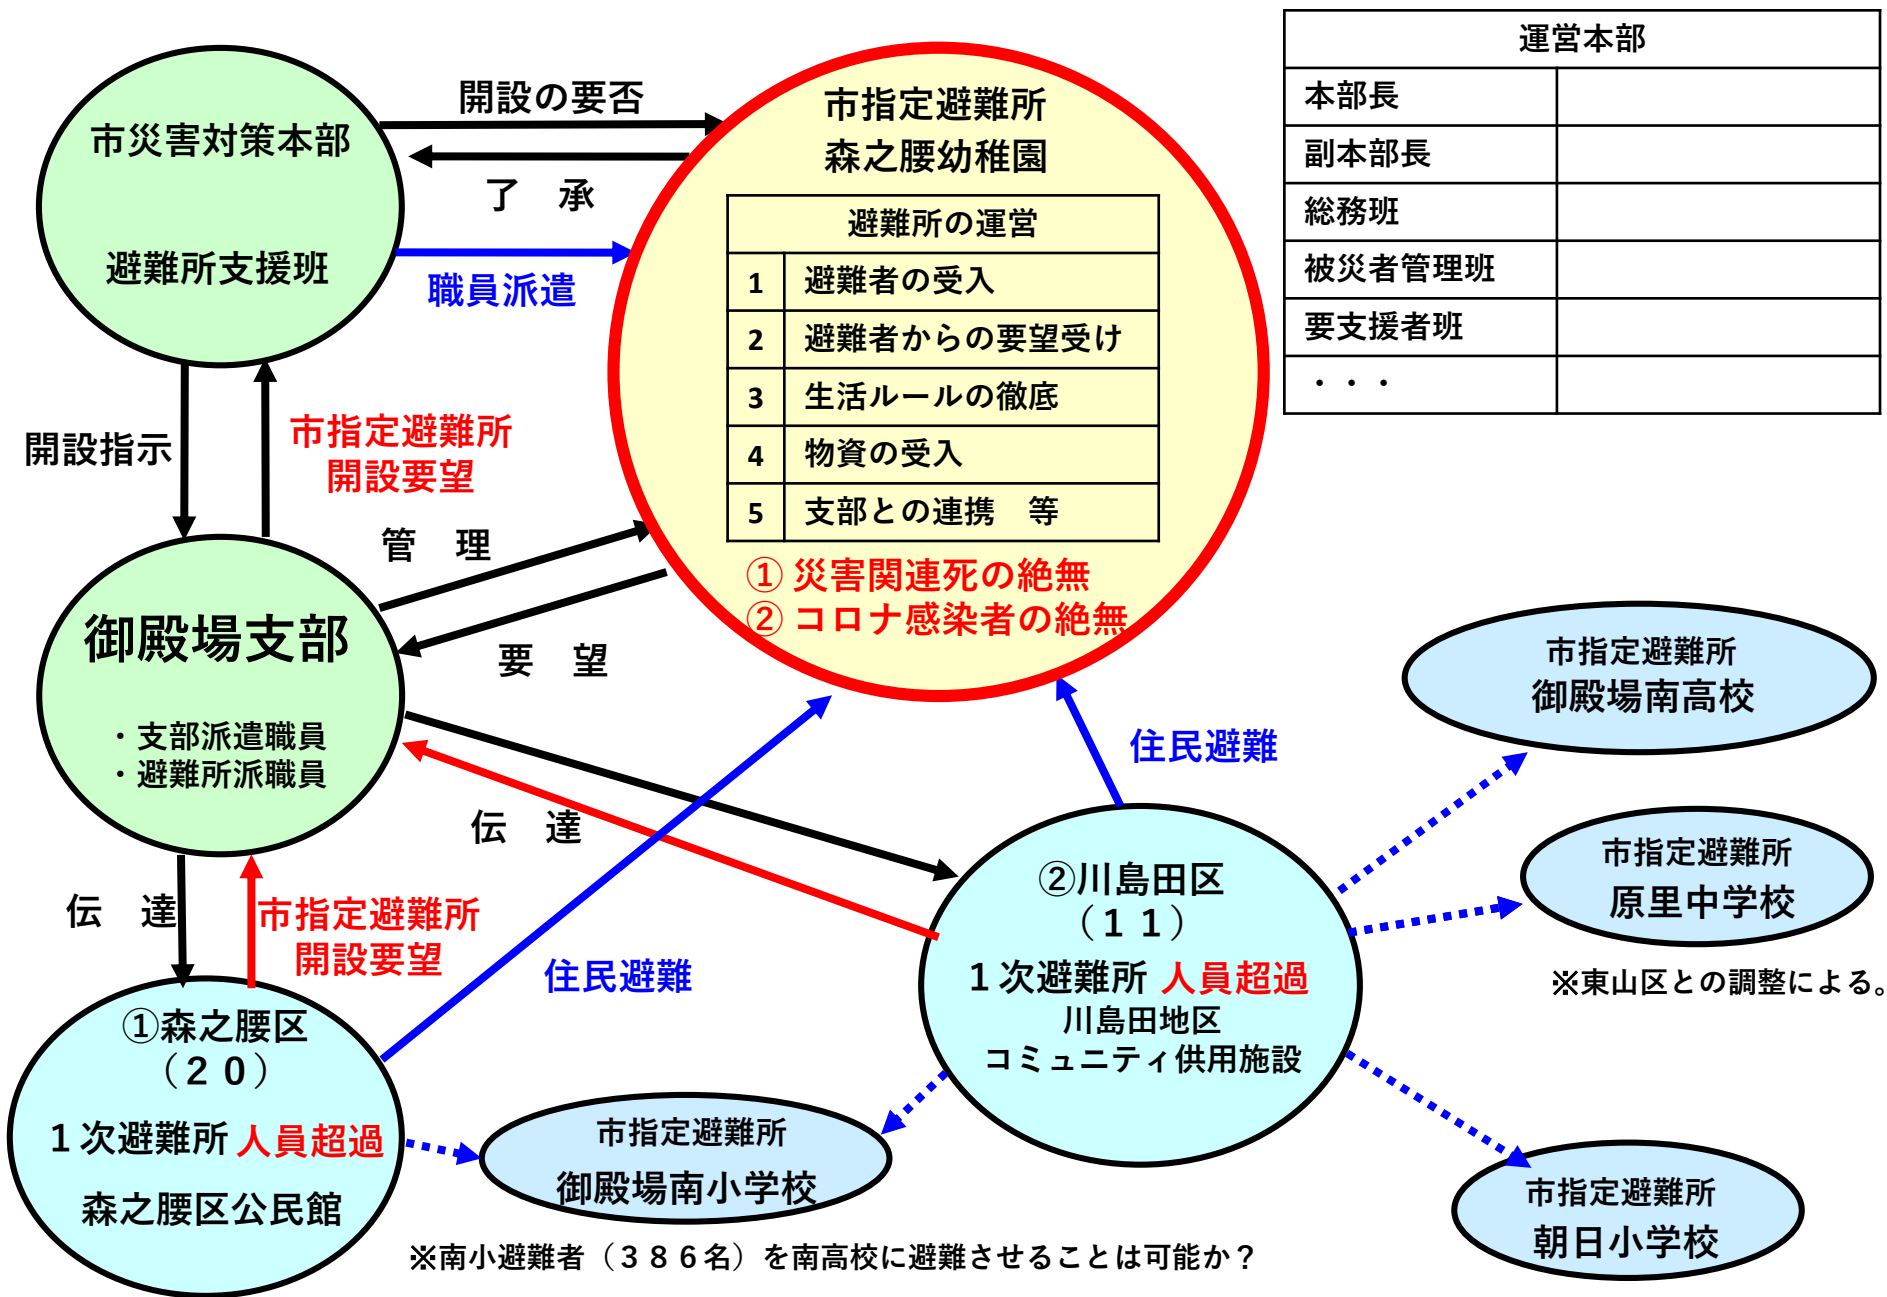 運営本部
本部長
副本部長
総務班
被災者管理班
要支援者班
・・・
市災害対策本部
避難所支援班
開設の要否
了　承
職員派遣
市指定避難所
森之腰幼稚園
避難所の運営
1 避難者の受入
2 避難者からの要望受け
3 生活ルールの徹底
4 物資の受入
5 支部との連携　等
① 災害関連死の絶無
② コロナ感染者の絶無
開設指示
市指定避難所
開設要望
管　理
要　望
御殿場支部
・支部派遣職員
・避難所派職員
伝　達
伝　達
市指定避難所
開設要望
住民避難
住民避難
①森之腰区
（２０）
１次避難所 人員超過
森之腰区公民館
②川島田区
（１１）
１次避難所 人員超過
川島田地区
コミュニティ供用施設
市指定避難所
御殿場南高校
市指定避難所
原里中学校
※東山区との調整による。
市指定避難所
御殿場南小学校
市指定避難所
朝日小学校
※南小避難者（３８６名）を南高校に避難させることは可能か？